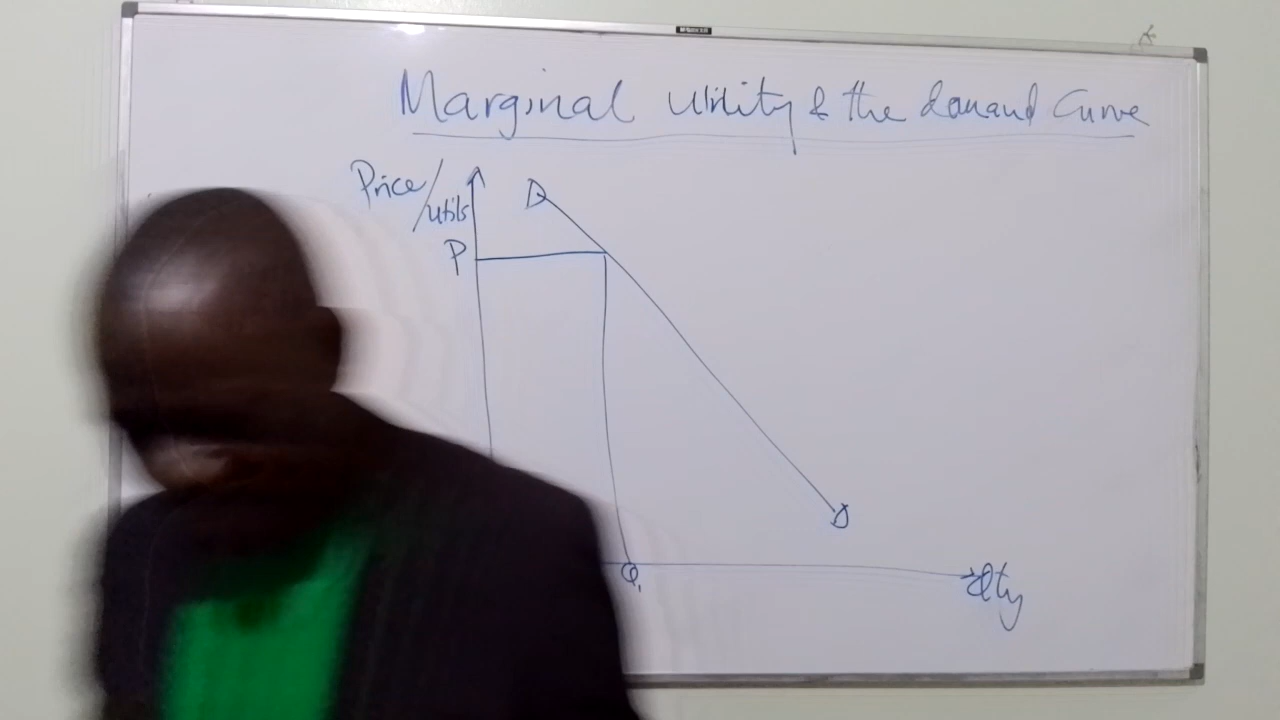 Marginal Utility & the demand Curve
Price/
utils
D
P
D
Q1
Qty